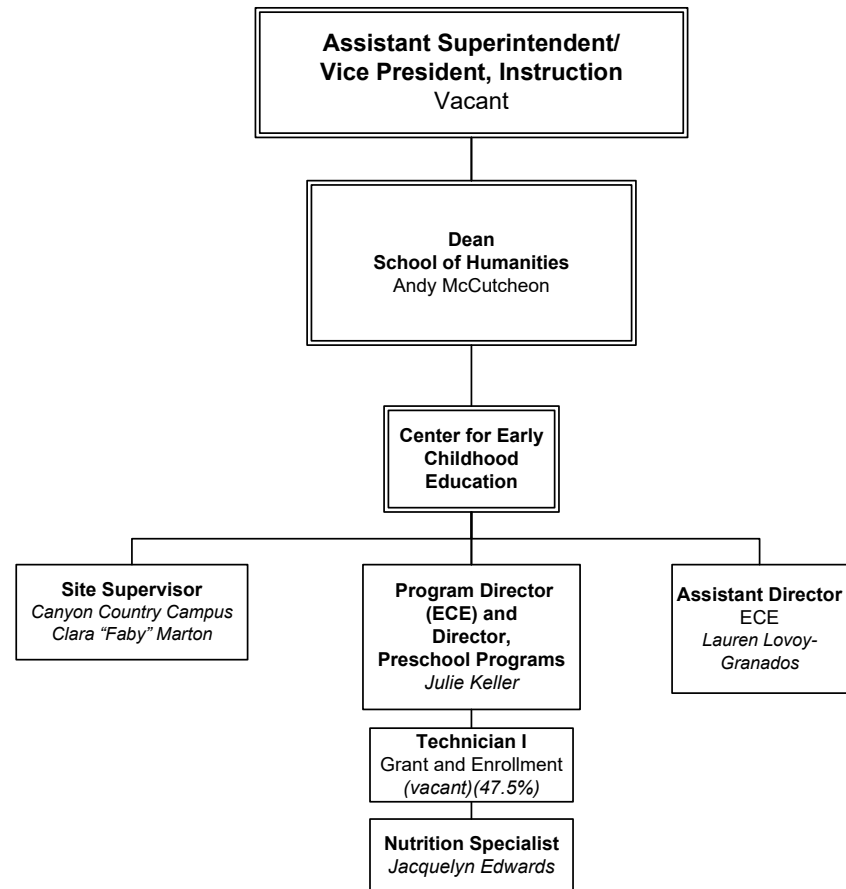 Assistant Superintendent/
Vice President, Instruction
Vacant
Dean
School of Humanities
Andy McCutcheon
Center for Early
Childhood
Education
Site Supervisor
Canyon Country Campus
Clara “Faby” Marton
Program Director
(ECE) and
Director,
Preschool Programs
Julie Keller
Assistant Director
ECE
Lauren Lovoy-
Granados
Technician I
Grant and Enrollment
(vacant)(47.5%)
Nutrition Specialist
Jacquelyn Edwards